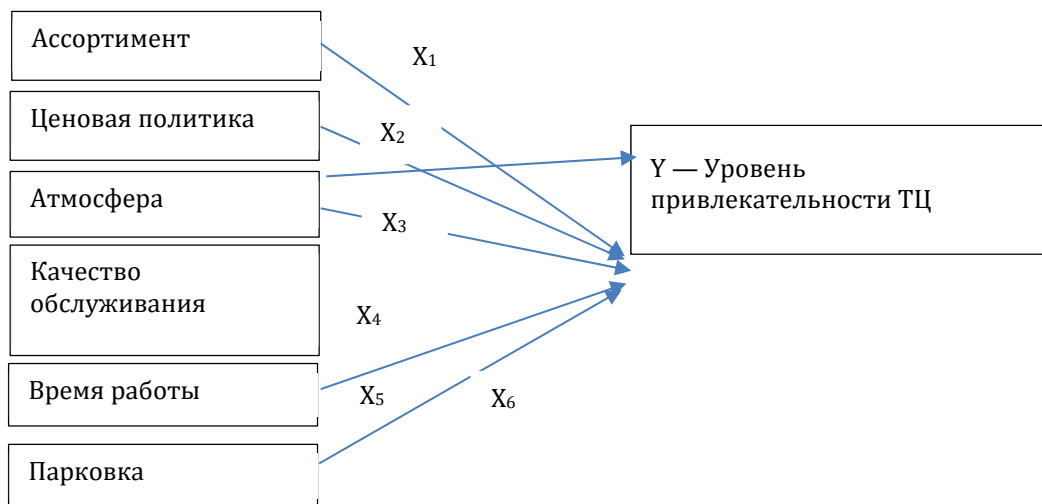 Ассортимент
X1
Ценовая политика
X2
Y — Уровень
привлекательности ТЦ
Атмосфера
X3
Качество
обслуживания
X4
Время работы
X5
X6
Парковка